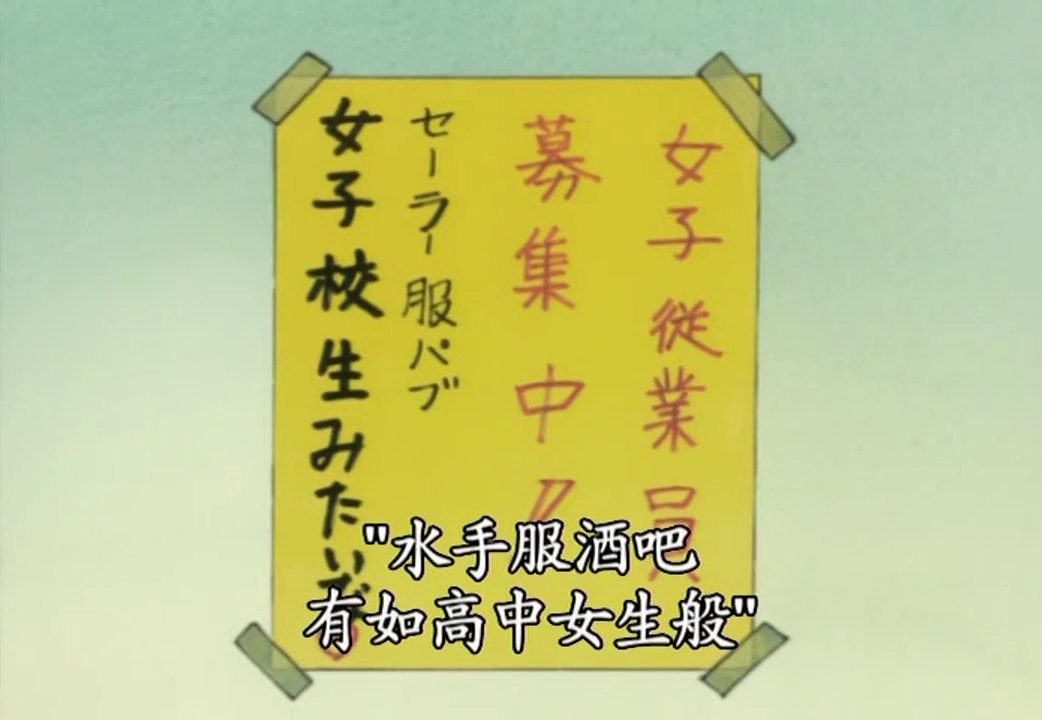 女子従業員
募集中!!
セーラー服パブ
女子校生みたいだ
"水手服酒吧
有如高中女生般"